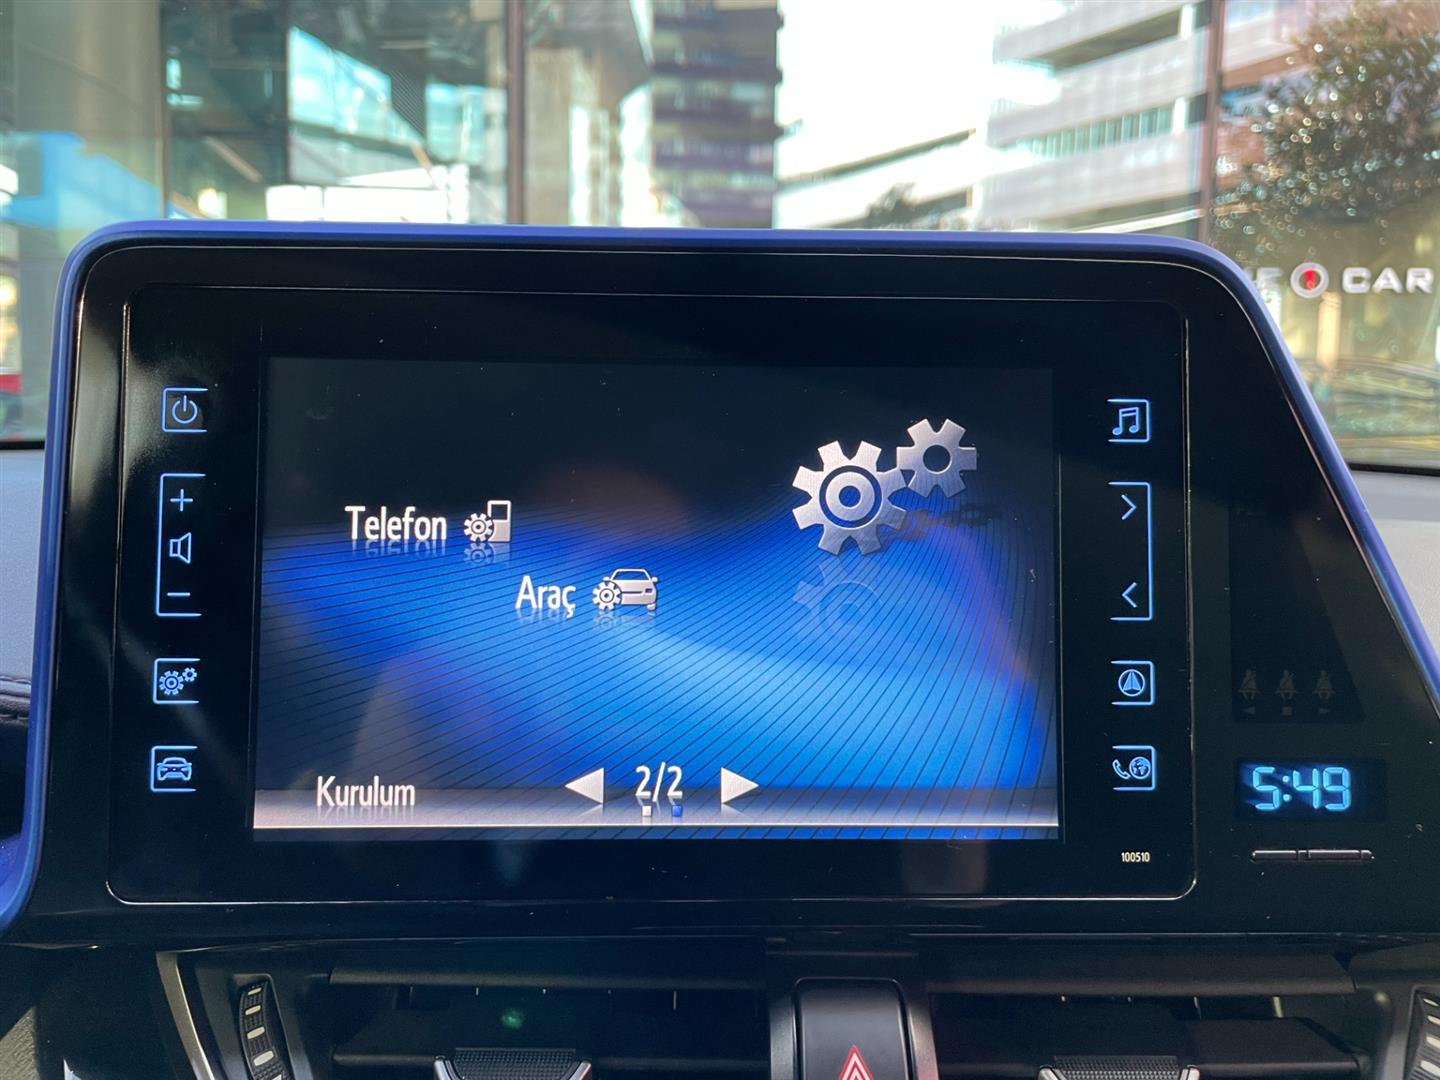 CAR
Telefon
Araç
Kurulum
2/2
5:49
100510